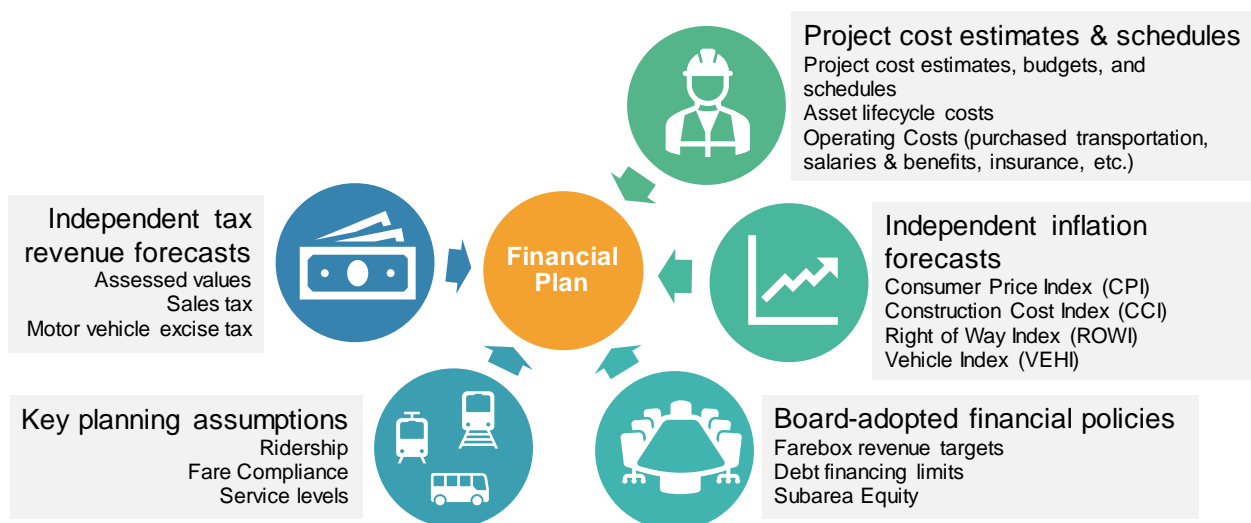 Project cost estimates & schedules
Project cost estimates, budgets, and
schedules
Asset lifecycle costs
Operating Costs (purchased transportation,
salaries & benefits, insurance, etc.)
Independent tax
revenue forecasts
Assessed values
Sales tax
Motor vehicle excise tax
Financial
Plan
Independent inflation
forecasts
Consumer Price Index (CPI)
Construction Cost Index (CCI)
Right of Way Index (ROWI)
Vehicle Index (VEHI)
Key planning assumptions
Ridership
Fare Compliance
Service levels
Board-adopted financial policies
Farebox revenue targets
Debt financing limits
Subarea Equity